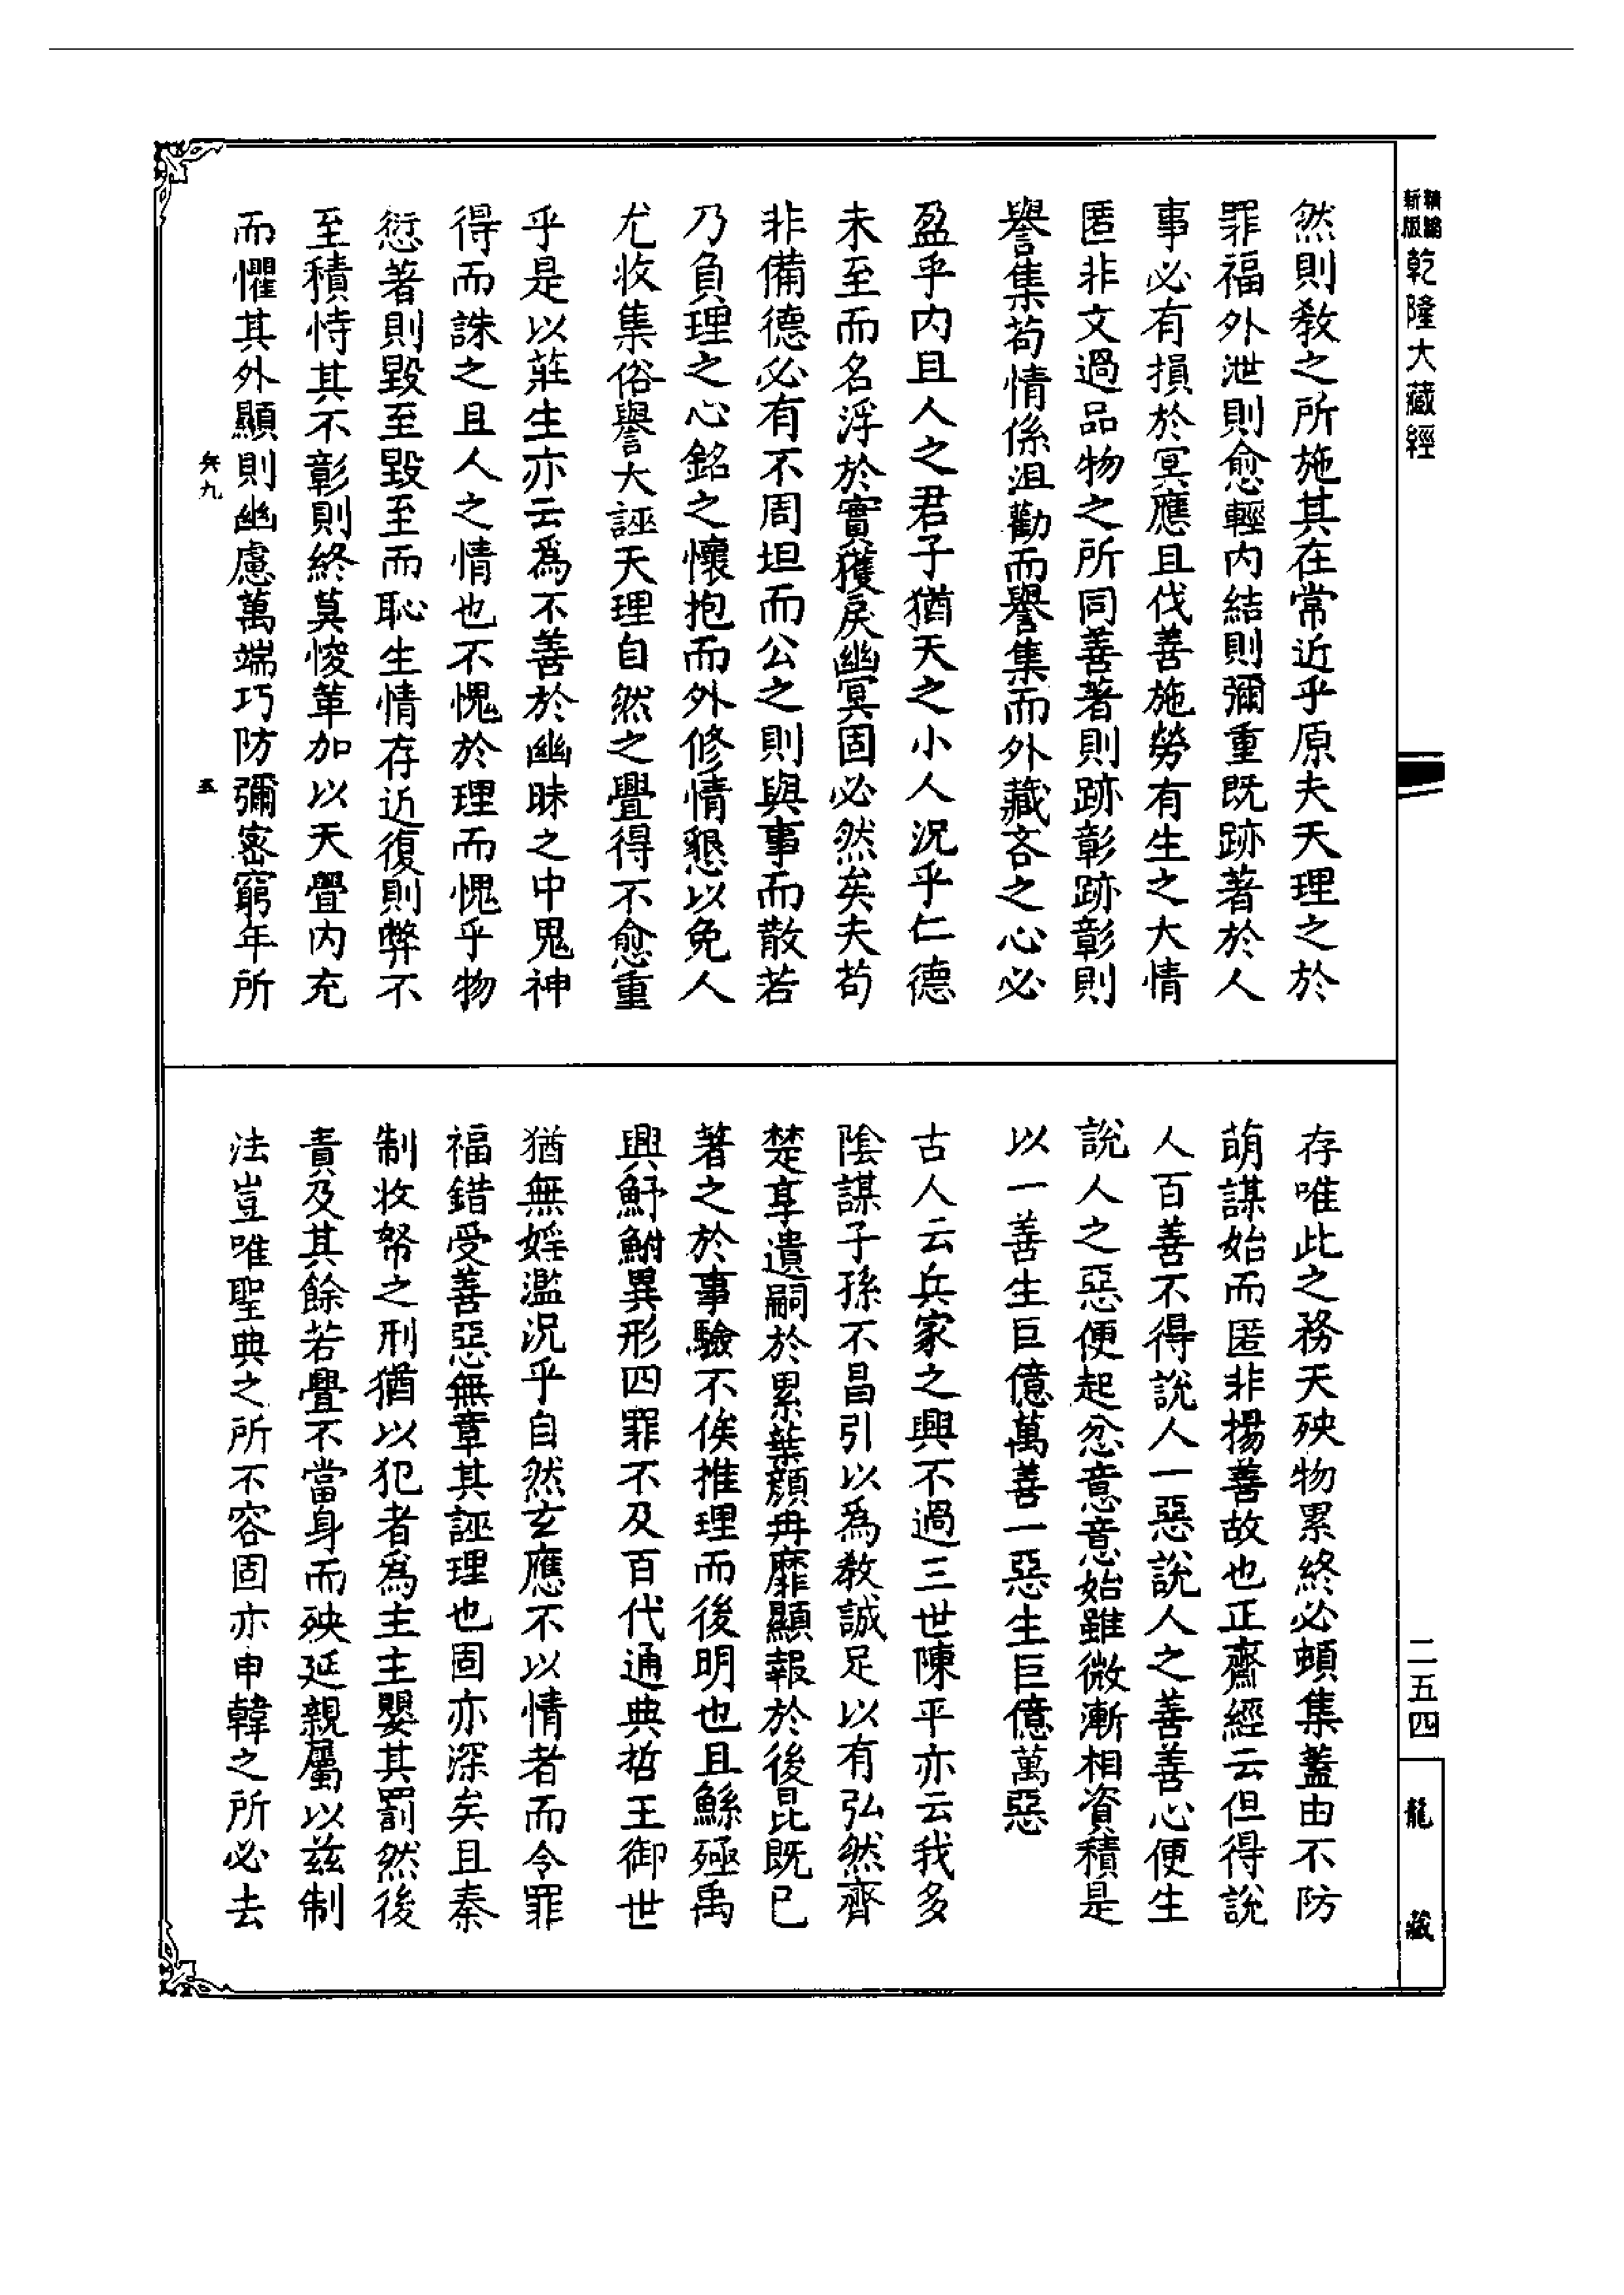 精編
新版
乾隆大藏經
然則教之所施其在常近乎原夫天理之於
罪福外泄則愈輕內結則彌重既跡著於人
事必有損於冥應且伐善施勞有生之大情
匿非文過品物之所同善著則跡彰跡彰則
譽集苟情係沮勸而譽集而外藏吝之心必
盈乎內且人之君子猶天之小人況乎仁德
未至而名浮於實獲戾幽冥固必然矣夫苟
非備德必有不周坦而公之則與事而散若
乃負理之心銘之懷抱而外修情懇以免人
尤收集俗譽大誣天理自然之舋得不愈重
乎是以莊生亦云爲不善於幽昧之中鬼神
得而誅之且人之情也不愧於理而愧乎物
愆著則毀至毀至而恥生情存近復則弊不
至積恃其不彰則終莫悛革加以天舋內充
而懼其外顯則幽慮萬端巧防彌密窮年所
兵九
五
存唯此之務天殃物累終必頓集蓋由不防
萌謀始而匿非揚善故也正齋經云但得說
人百善不得說人一惡說人之善善心便生
說人之惡便起忿意意始雖微漸相資積是
以一善生巨億萬善一惡生巨億萬惡
古人云兵家之興不過三世陳平亦云我多
陰謀子孫不昌引以爲教誠足以有弘然齊
楚享遺嗣於累葉顏冉靡顯報於後昆既已
著之於事驗不俟推理而後明也且鯀殛禹
興魣鮒異形四罪不及百代通典哲王御世
猶無婬濫況乎自然玄應不以情者而令罪
福錯受善惡無章其誣理也固亦深矣且秦
制收帑之刑猶以犯者爲主主嬰其罰然後
責及其餘若舋不當身而殃延親屬以茲制
法豈唯聖典之所不容固亦申韓之所必去
二五四
龍藏